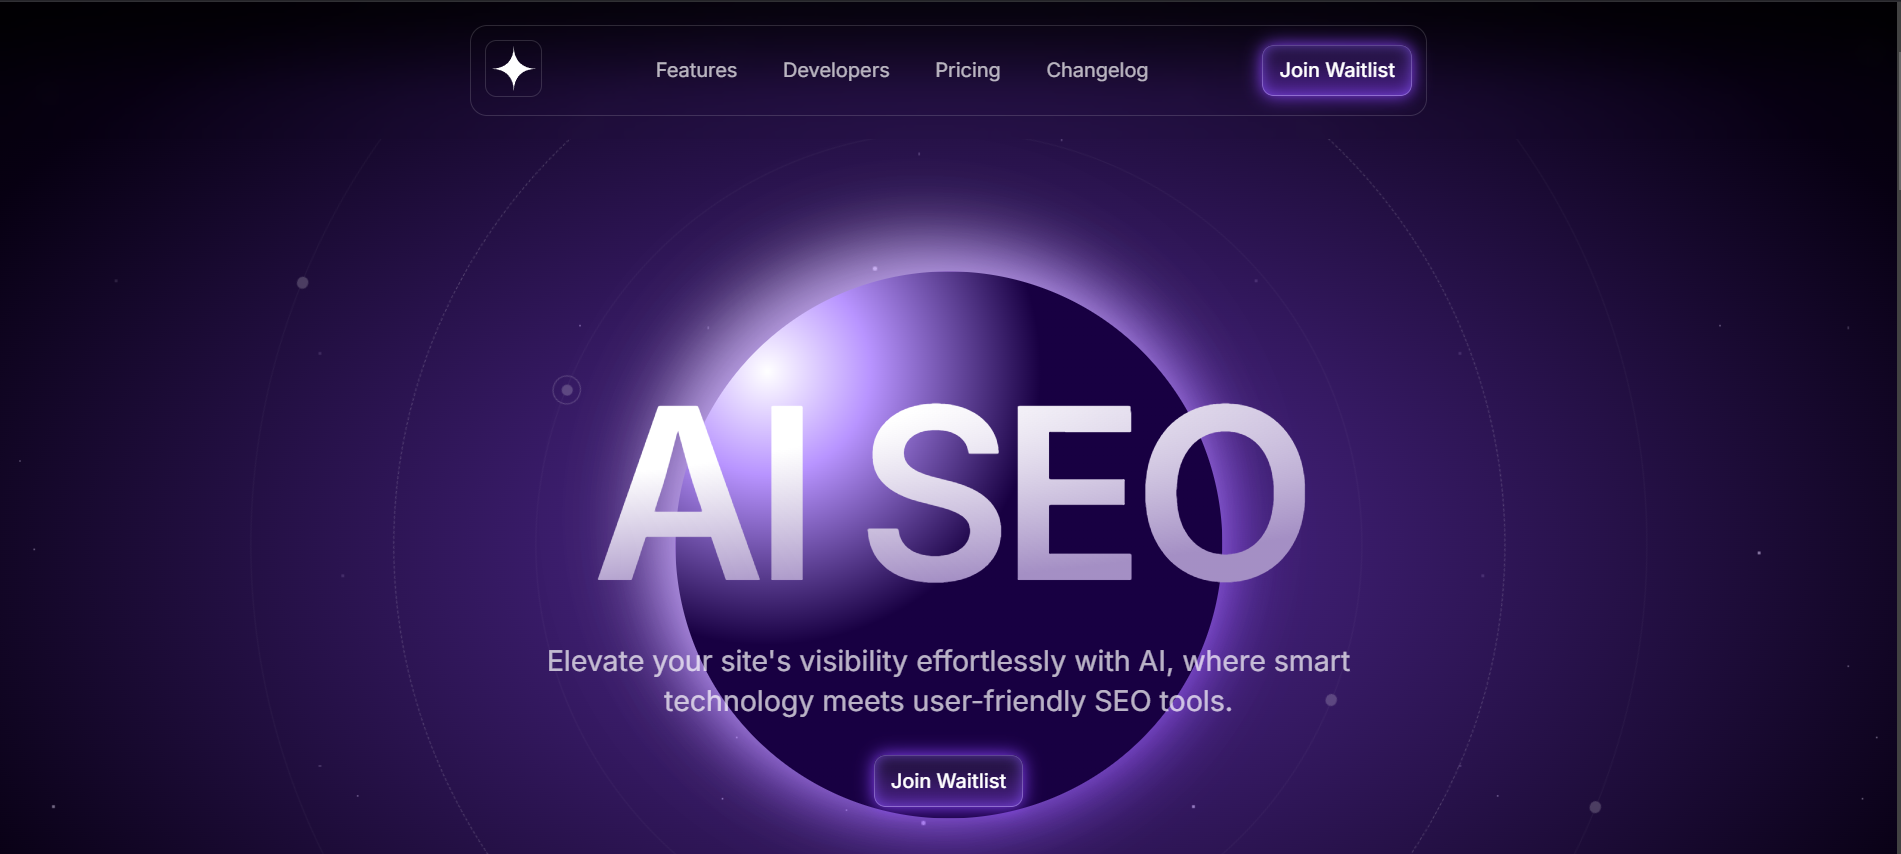 Features
Developers
Pricing
Changelog
Join Waitlist
AI SEO
Elevate your site's visibility effortlessly with AI, where smart
technology meets user-friendly SEO tools.
Join Waitlist